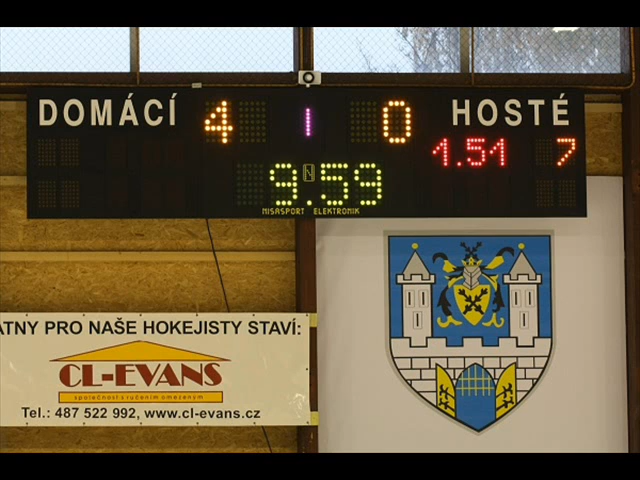 DOMÁCÍ 4 1 0 HOSTÉ
1.51 7
9.59
NISASPORT ELEKTRONIK
ATNY PRO NAŠE HOKEJISTY STAVÍ:
CL-EVANS
společnost s ručením omezeným
Tel.: 487 522 992, www.cl-evans.cz